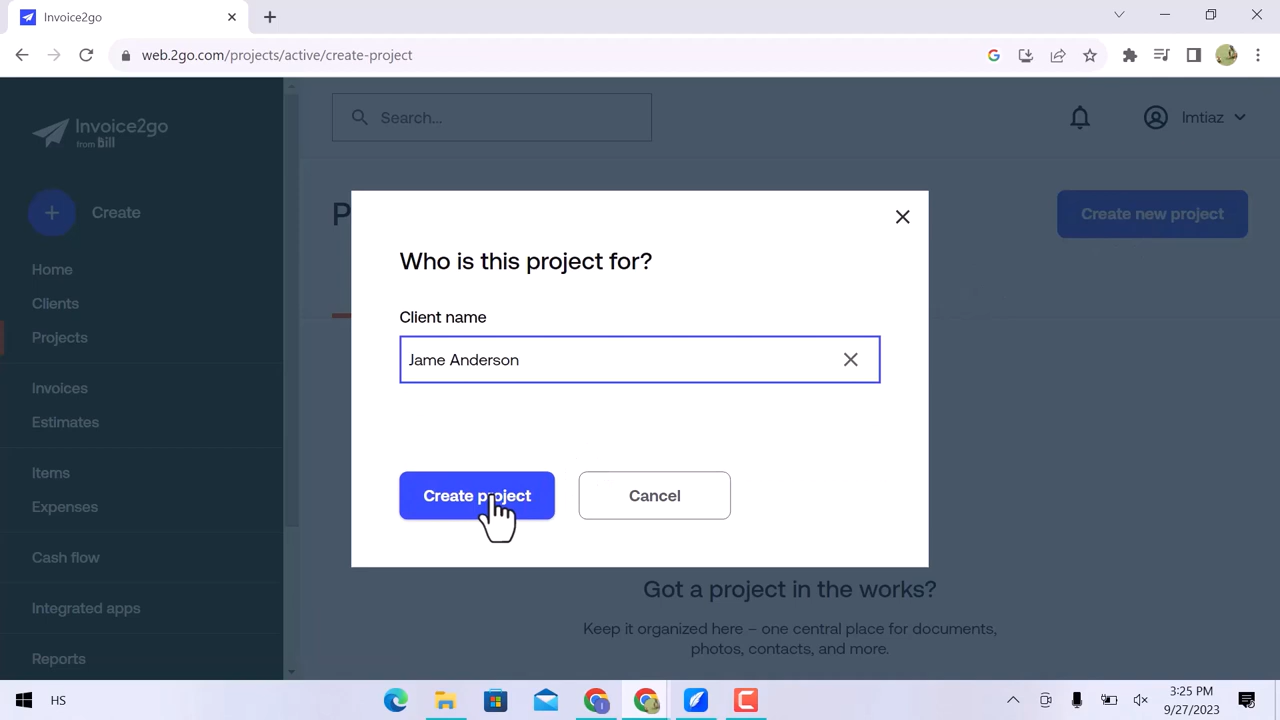 Invoice2go
web.2go.com/projects/active/create-project
Invoice2go
from Bill
Search...
Imtiaz
Create
P
Create new project
Home
Clients
Projects
Invoices
Estimates
Items
Expenses
Cash flow
Integrated apps
Reports
Who is this project for?
Client name
Jame Anderson
Create project
Cancel
Got a project in the works?
Keep it organized here – one central place for documents,
photos, contacts, and more.
HS
3:25 PM
9/27/2023